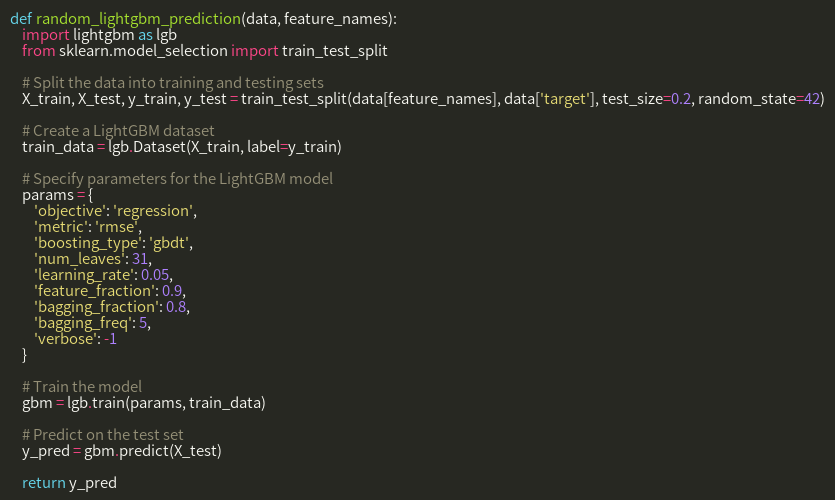 def random_lightgbm_prediction(data, feature_names):
import lightgbm as lgb
from sklearn.model_selection import train_test_split
# Split the data into training and testing sets
X_train, X_test, y_train, y_test = train_test_split(data[feature_names], data['target'], test_size=0.2, random_state=42)
# Create a LightGBM dataset
train_data = lgb.Dataset(X_train, label=y_train)
# Specify parameters for the LightGBM model
params = {
'objective': 'regression',
'metric': 'rmse',
'boosting_type': 'gbdt',
'num_leaves': 31,
'learning_rate': 0.05,
'feature_fraction': 0.9,
'bagging_fraction': 0.8,
'bagging_freq': 5,
'verbose': -1
}
# Train the model
gbm = lgb.train(params, train_data)
# Predict on the test set
y_pred = gbm.predict(X_test)
return y_pred